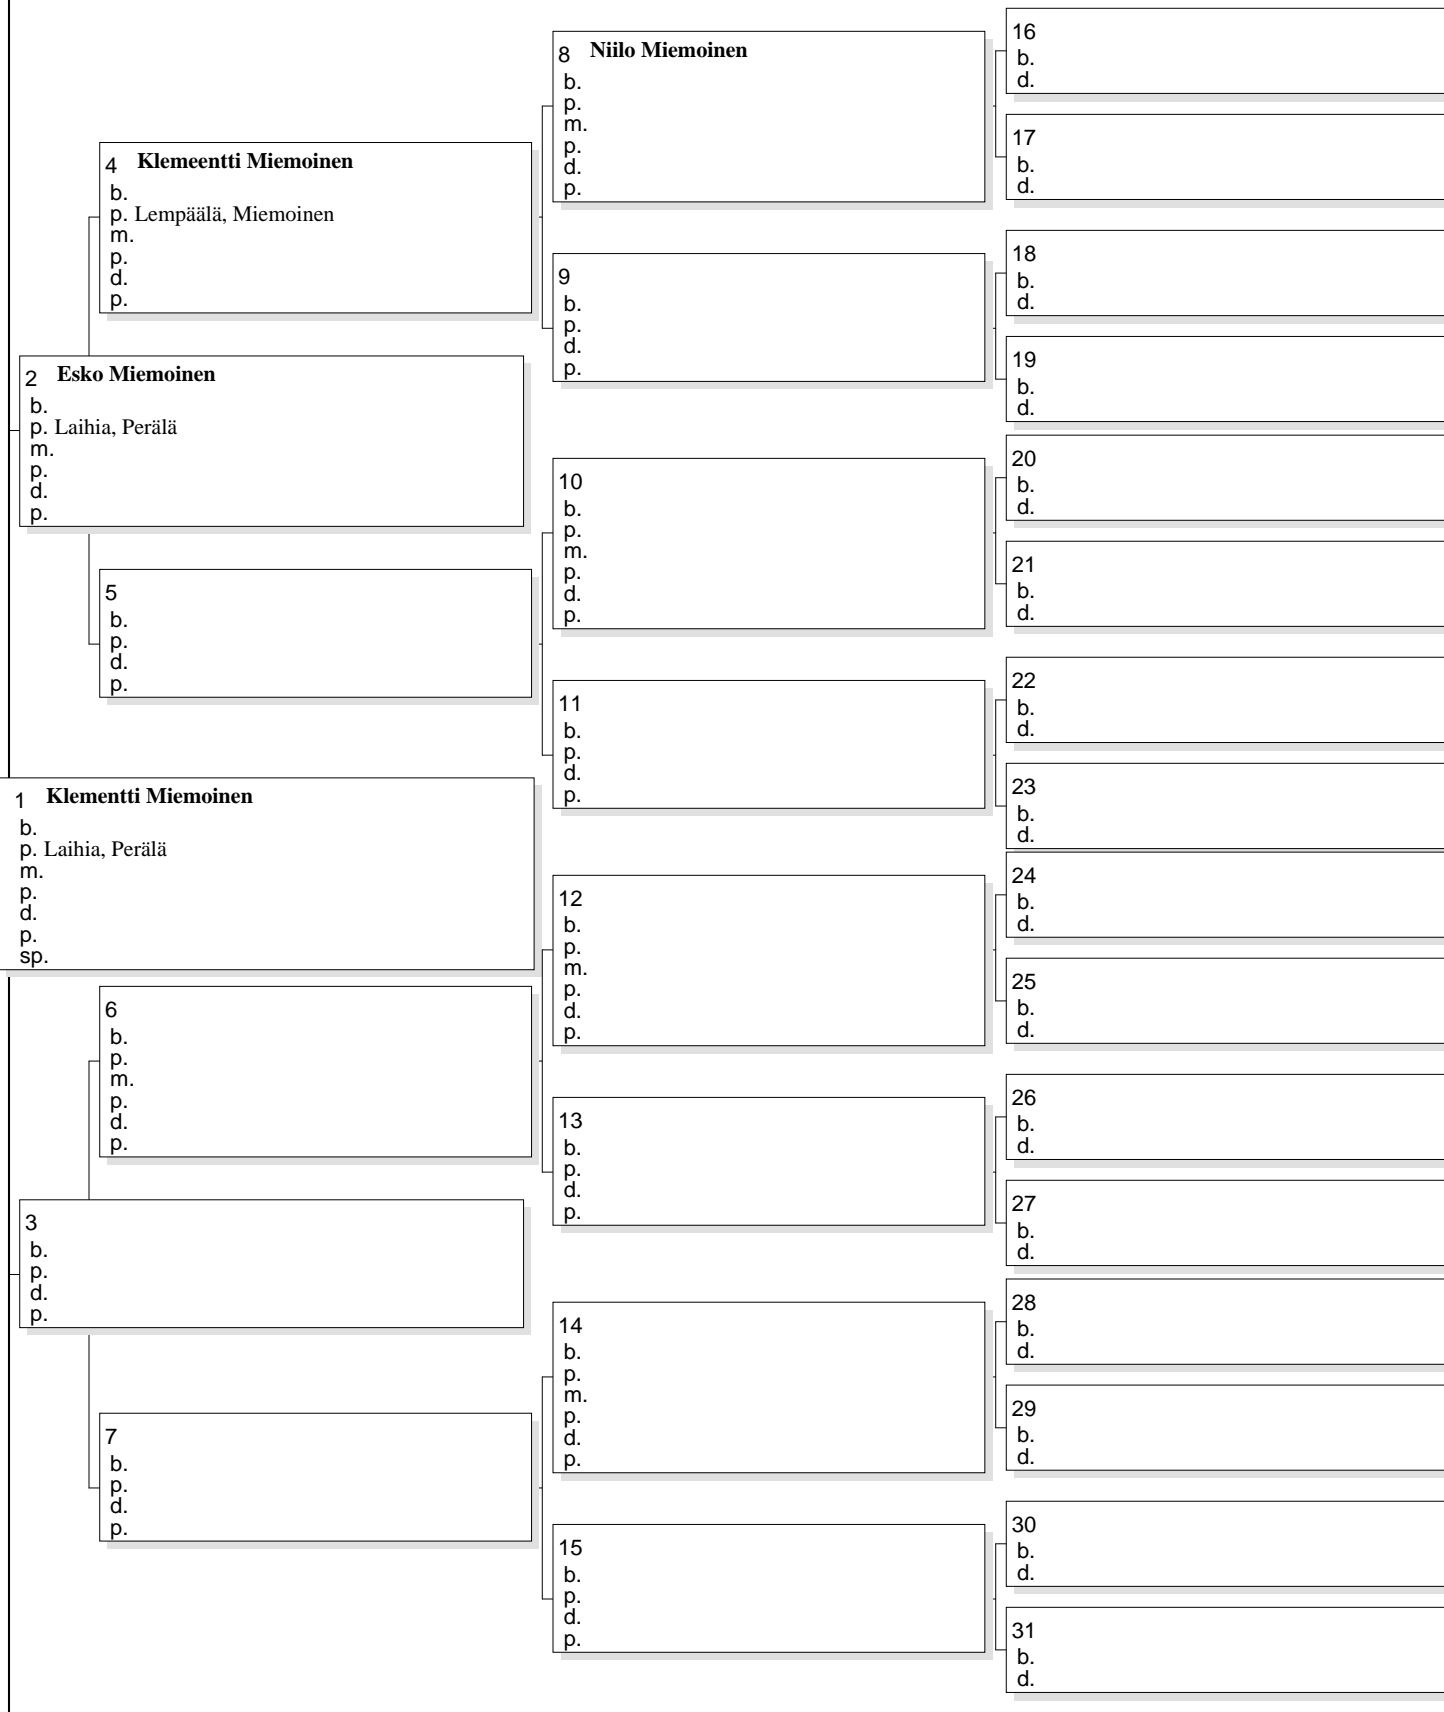 8 Niilo Miemoinen
b.
p.
m.
p.
d.
p.
16
b.
d.
17
b.
d.
4 Klemeentti Miemoinen
b.
p. Lempäälä, Miemoinen
m.
p.
d.
p.
9
b.
p.
d.
p.
18
b.
d.
19
b.
d.
2 Esko Miemoinen
b.
p. Laihia, Perälä
m.
p.
d.
p.
10
b.
p.
m.
p.
d.
p.
20
b.
d.
21
b.
d.
5
b.
p.
d.
p.
11
b.
p.
d.
p.
22
b.
d.
23
b.
d.
1 Klementti Miemoinen
b.
p. Laihia, Perälä
m.
p.
d.
p.
sp.
12
b.
p.
m.
p.
d.
p.
24
b.
d.
25
b.
d.
6
b.
p.
m.
p.
d.
p.
13
b.
p.
d.
p.
26
b.
d.
27
b.
d.
3
b.
p.
d.
p.
14
b.
p.
m.
p.
d.
p.
28
b.
d.
29
b.
d.
7
b.
p.
d.
p.
15
b.
p.
d.
p.
30
b.
d.
31
b.
d.